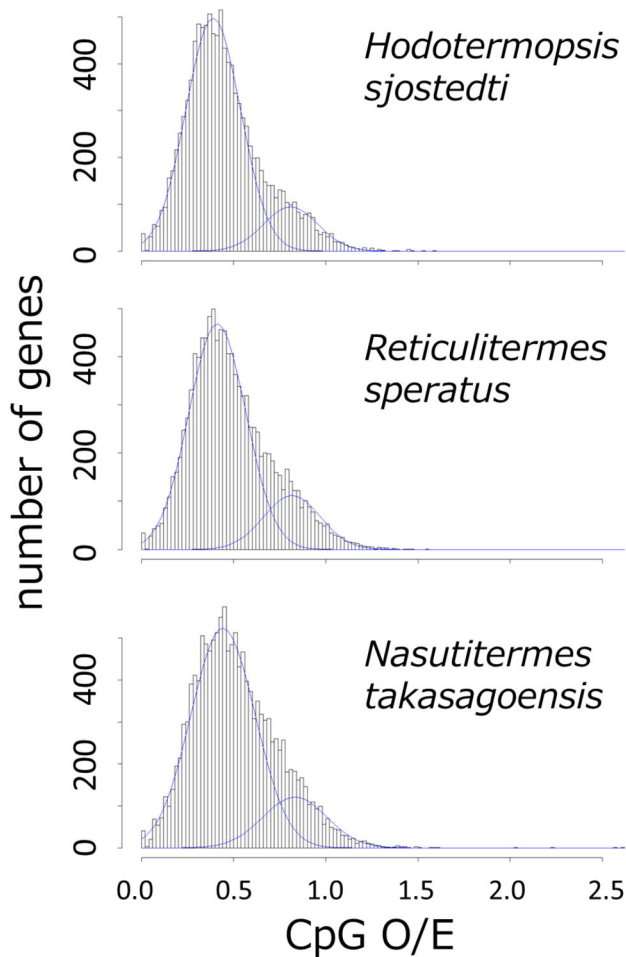 Hodotermopsis
sjostedti
400
200
0
Reticulitermes
speratus
400
200
0
number of genes
Nasutitermes
takasagoensis
400
200
0
0.0 0.5 1.0 1.5 2.0 2.5
CpG O/E